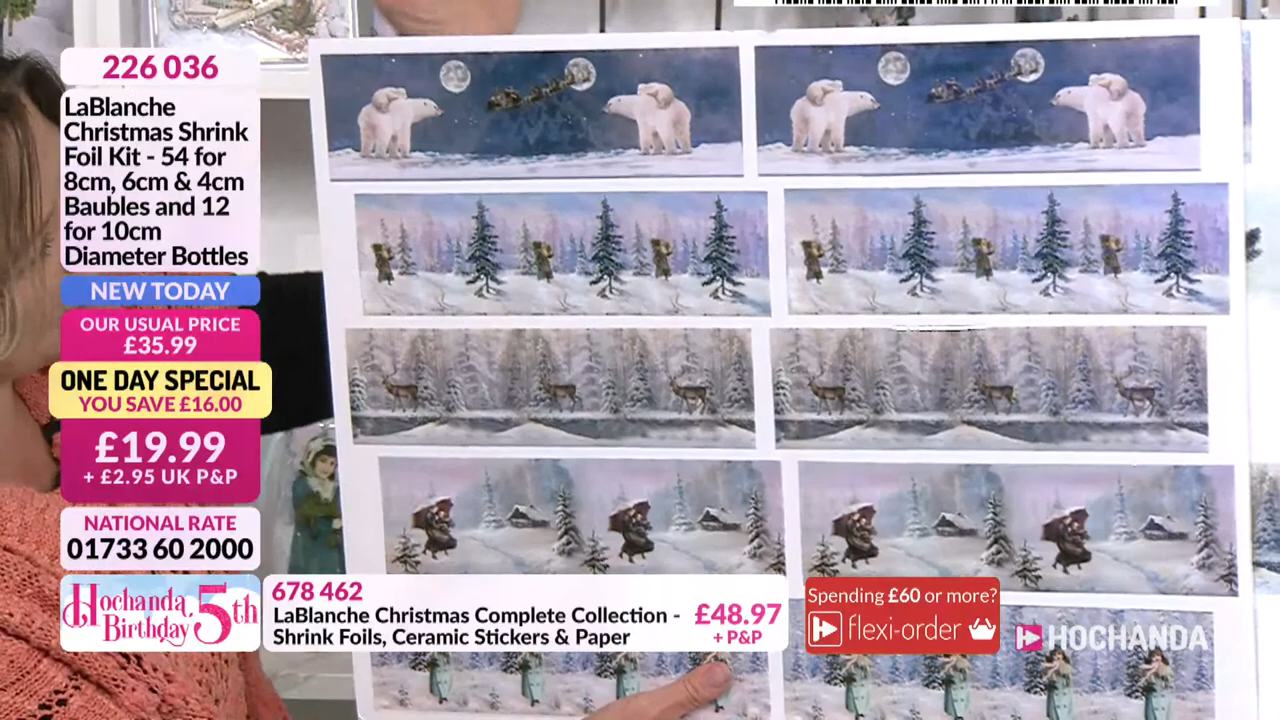 226 036
LaBlanche
Christmas Shrink
Foil Kit - 54 for
8cm, 6cm & 4cm
Baubles and 12
for 10cm
Diameter Bottles
NEW TODAY
OUR USUAL PRICE
£35.99
ONE DAY SPECIAL
YOU SAVE £16.00
£19.99
+ £2.95 UK P&P
NATIONAL RATE
01733 60 2000
Hochanda
Birthday 5th
678 462
LaBlanche Christmas Complete Collection -
Shrink Foils, Ceramic Stickers & Paper
£48.97
+ P&P
Spending £60 or more?
flexi-order
HOCHANDA